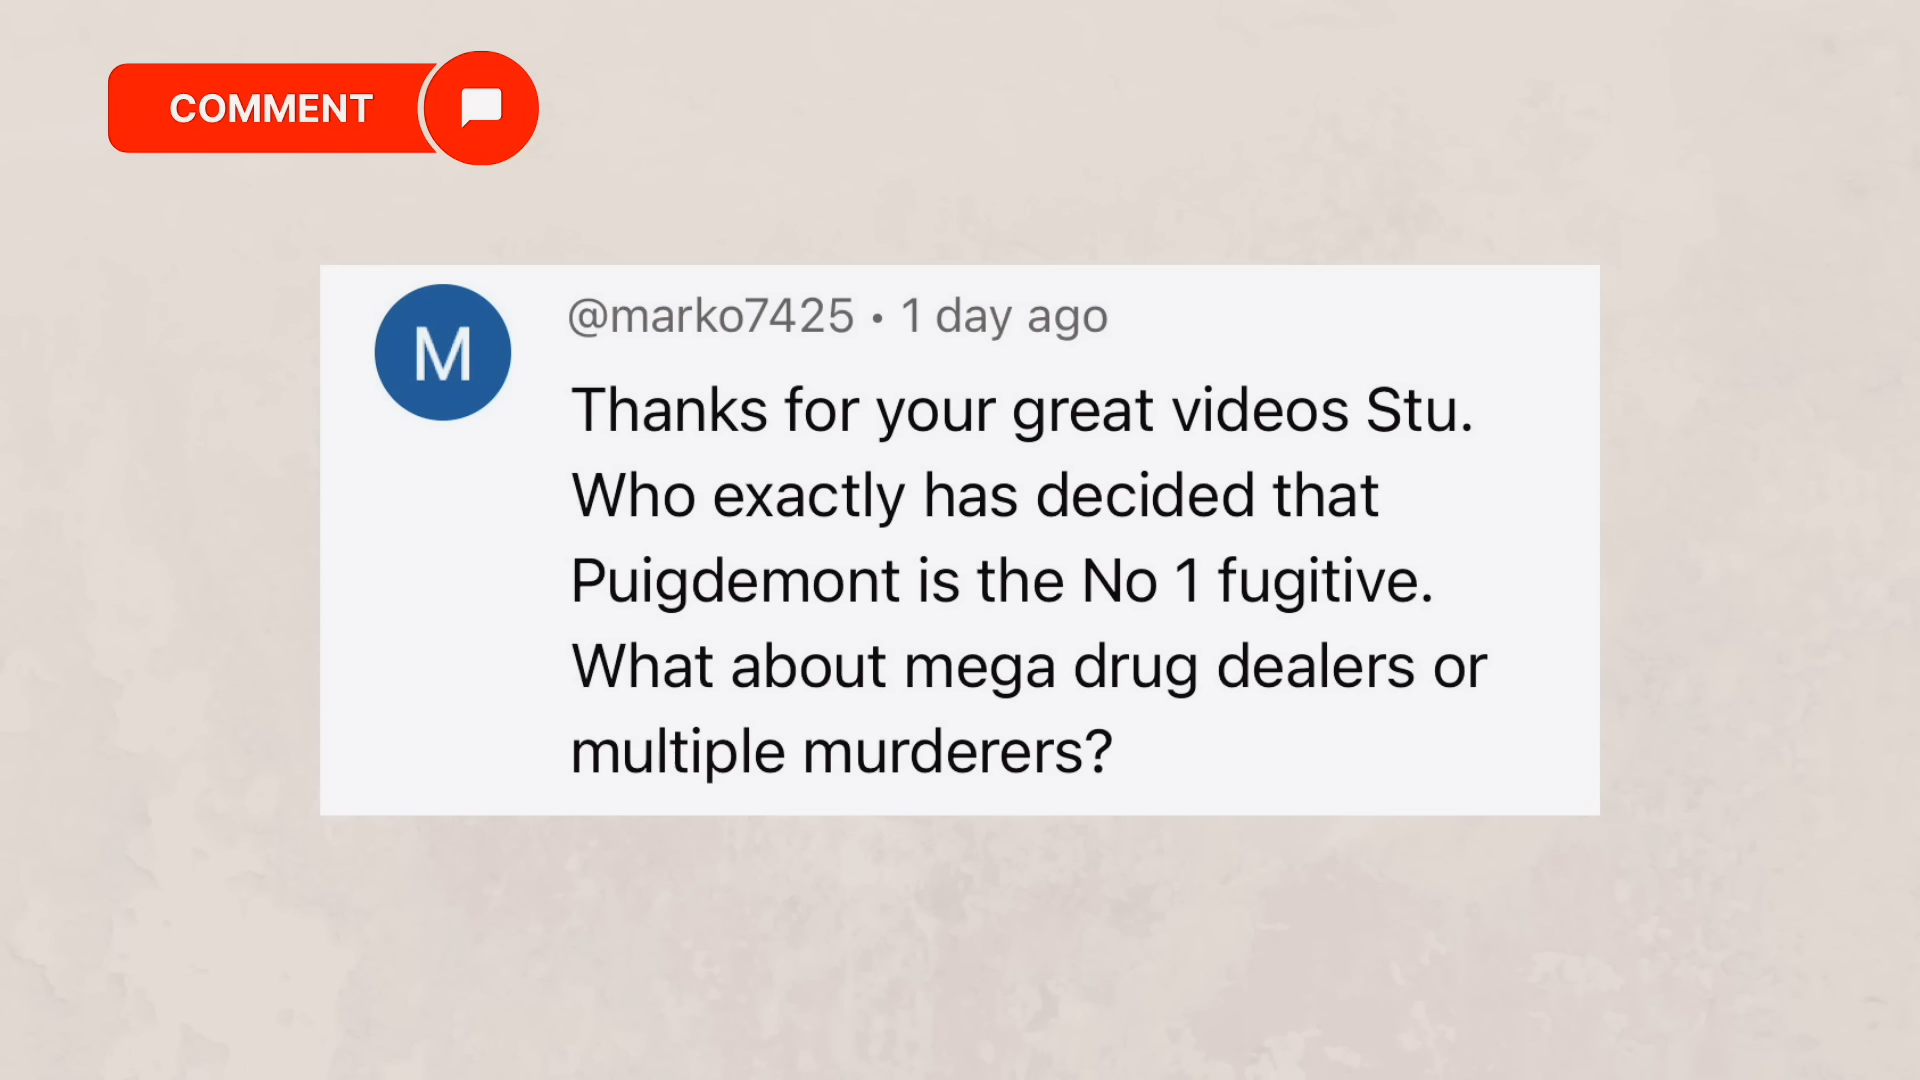 COMMENT
@marko7425 • 1 day ago
M
Thanks for your great videos Stu.
Who exactly has decided that
Puigdemont is the No 1 fugitive.
What about mega drug dealers or
multiple murderers?